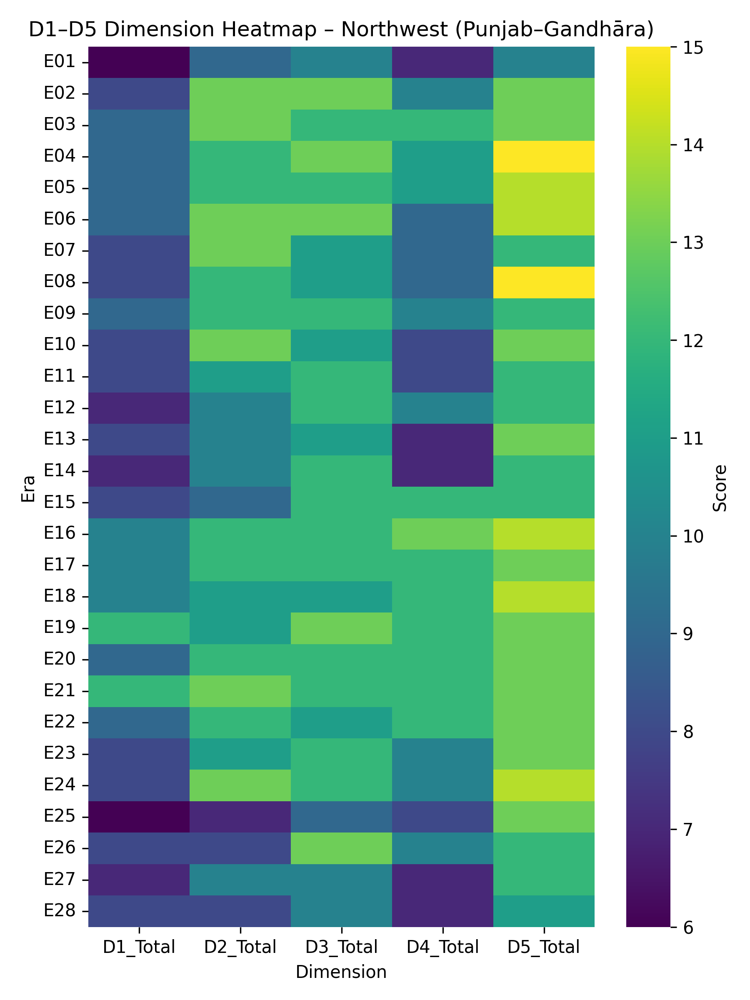 D1–D5 Dimension Heatmap – Northwest (Punjab–Gandhāra)
Era
E01
E02
E03
E04
E05
E06
E07
E08
E09
E10
E11
E12
E13
E14
E15
E16
E17
E18
E19
E20
E21
E22
E23
E24
E25
E26
E27
E28
D1_Total D2_Total D3_Total D4_Total D5_Total
Dimension
15
14
13
12
11
10
9
8
7
6
Score